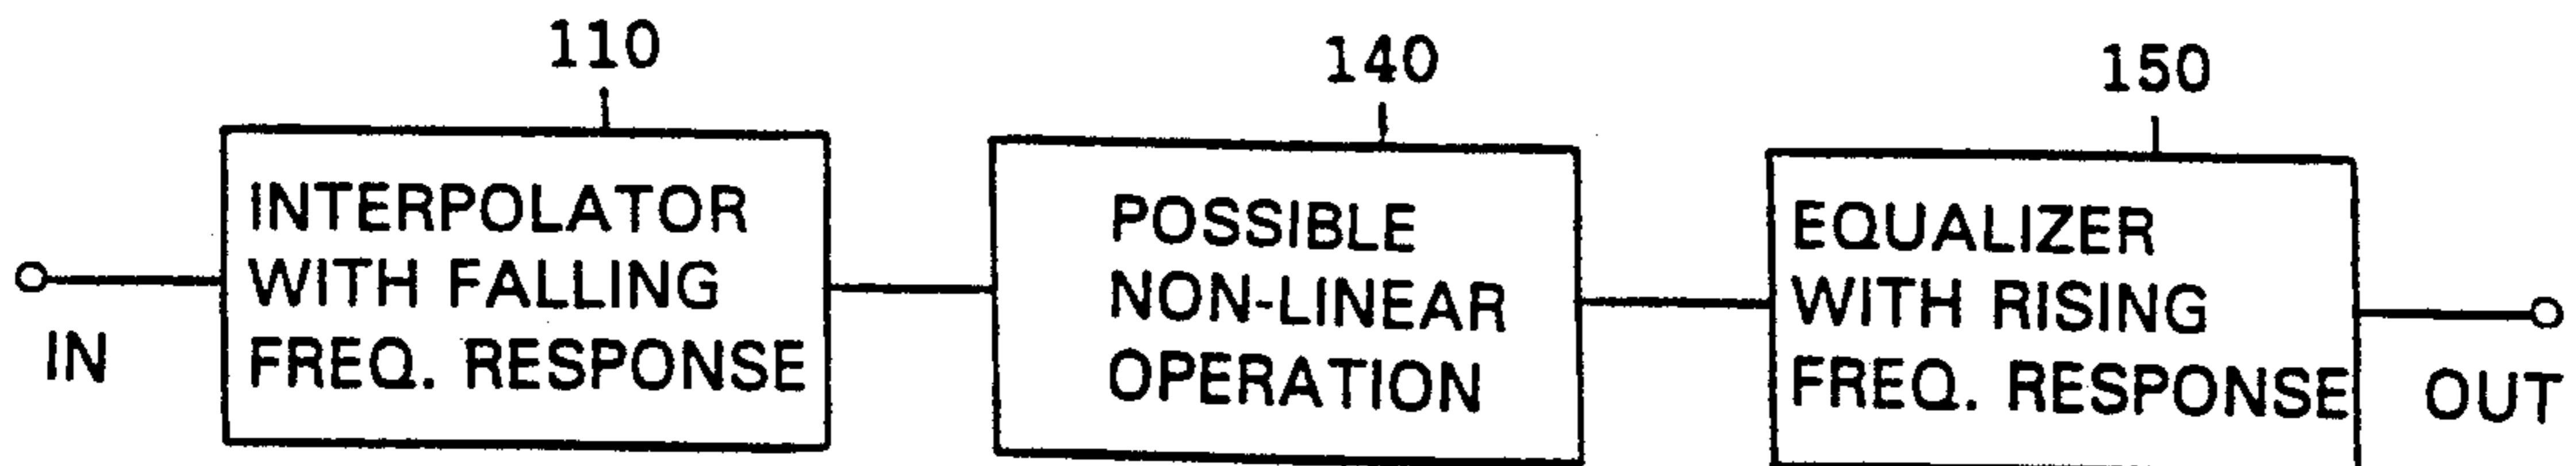 110
140
150
INTERPOLATOR
WITH FALLING
FREQ. RESPONSE
POSSIBLE
NON-LINEAR
OPERATION
EQUALIZER
WITH RISING
FREQ. RESPONSE
IN
OUT